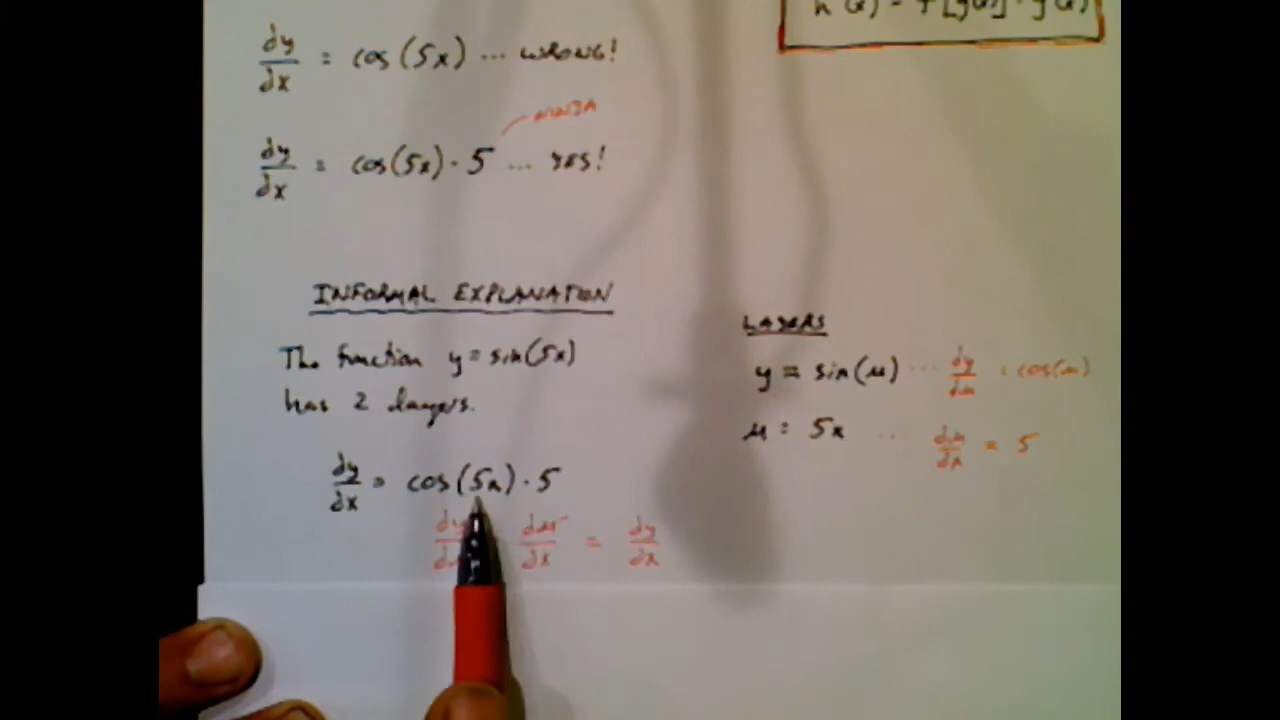 h'(x) = f'[g(x)] · g'(x)
dy/dx = cos(5x) ... WRONG!
NINJA
dy/dx = cos(5x) · 5 ... YES!
INFORMAL EXPLANATION
The function y = sin(5x)
has 2 layers.
dy/dx = cos(5x) · 5
du/dx = dy/dx
LAYERS
y = sin(u) ... dy/du = cos(u)
u = 5x ... du/dx = 5